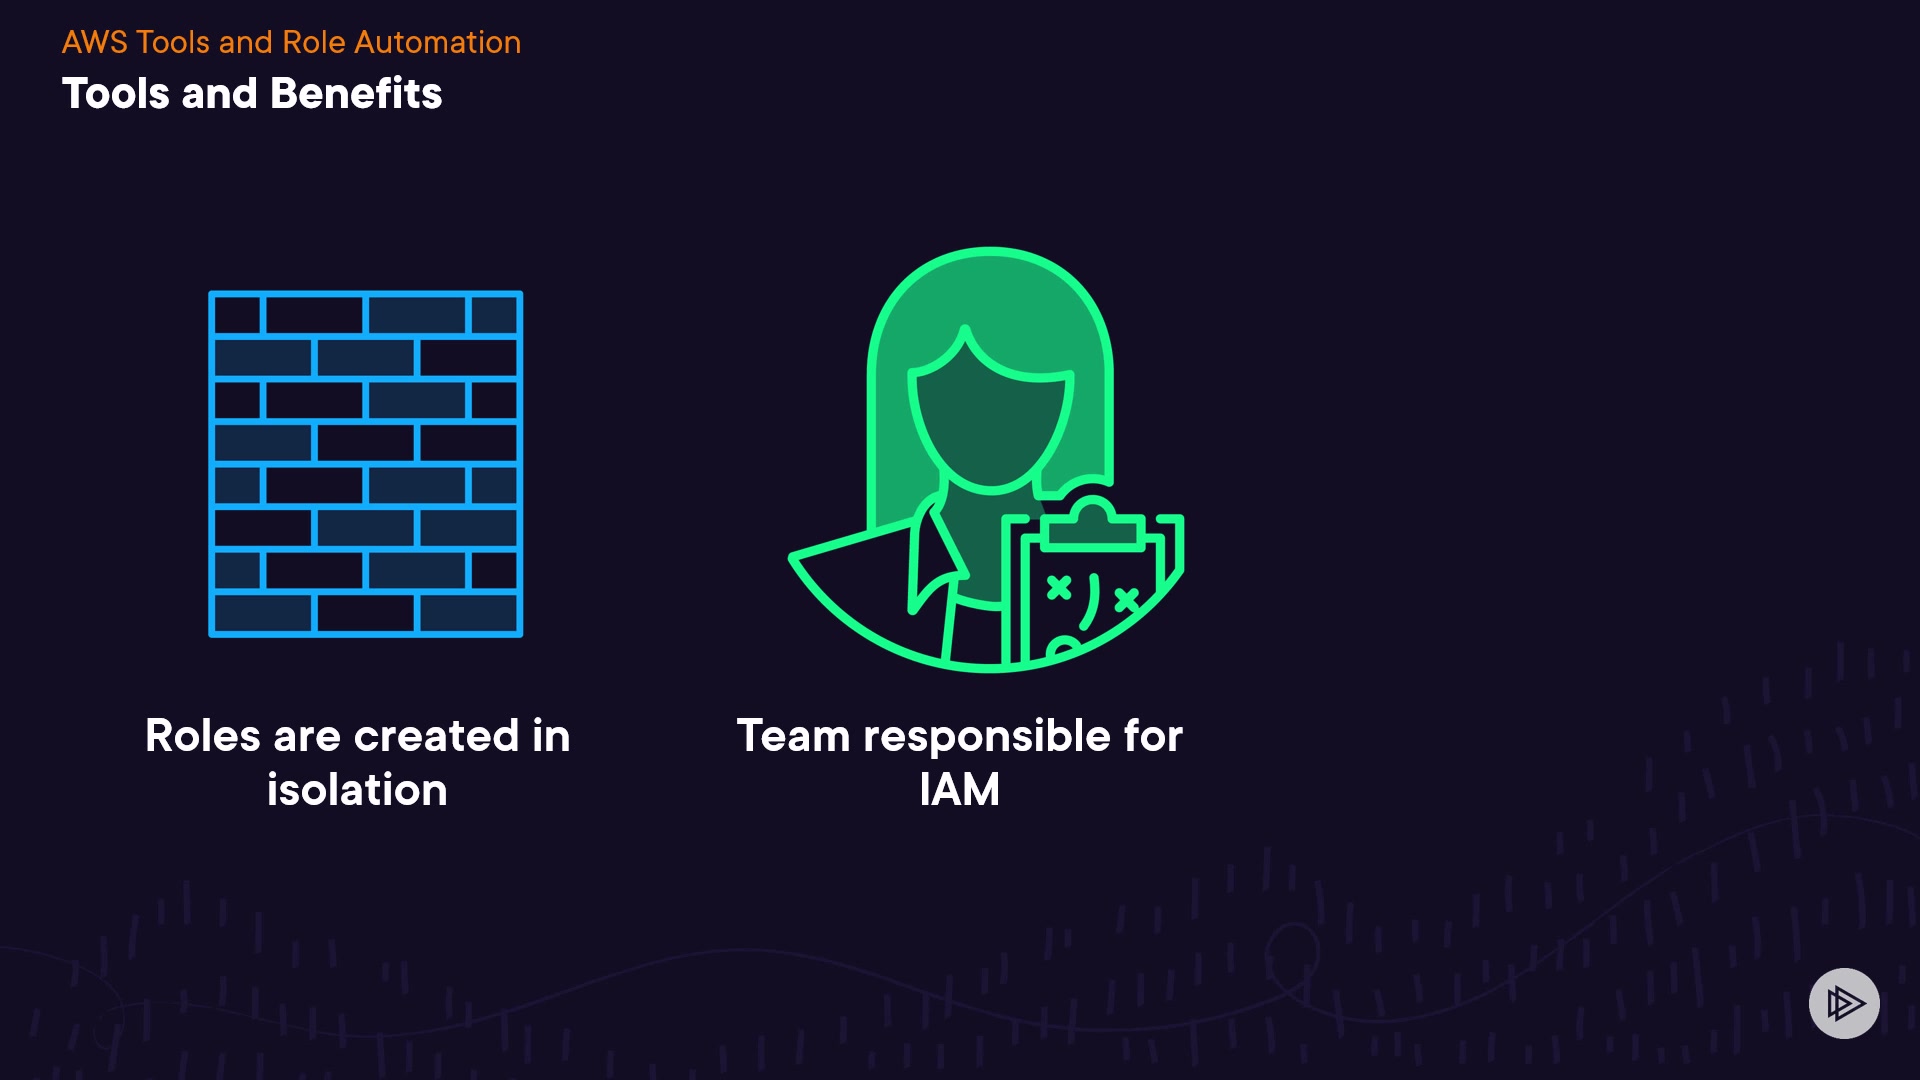 AWS Tools and Role Automation
Tools and Benefits
Roles are created in
isolation
Team responsible for
IAM